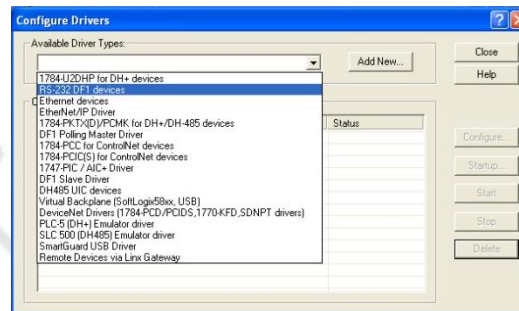 Configure Drivers
Available Driver Types:
Add New...
Close
Help
1784-U2DHP for DH+ devices
RS-232 DF1 devices
Ethernet devices
EtherNet/IP Driver
1784-PKTX(D)/PCMK for DH+/DH-485 devices
DF1 Polling Master Driver
1784-PCC for ControlNet devices
1784-PCIC(S) for ControlNet devices
1747-PIC / AIC+ Driver
DF1 Slave Driver
DH485 UIC devices
Virtual Backplane (SoftLogix58xx, USB)
DeviceNet Drivers (1784-PCD/PCIDS,1770-KFD,SDNPT drivers)
PLC-5 (DH+) Emulator driver
SLC 500 (DH485) Emulator driver
SmartGuard USB Driver
Remote Devices via Linx Gateway
Status
Configure...
Startup...
Start
Stop
Delete